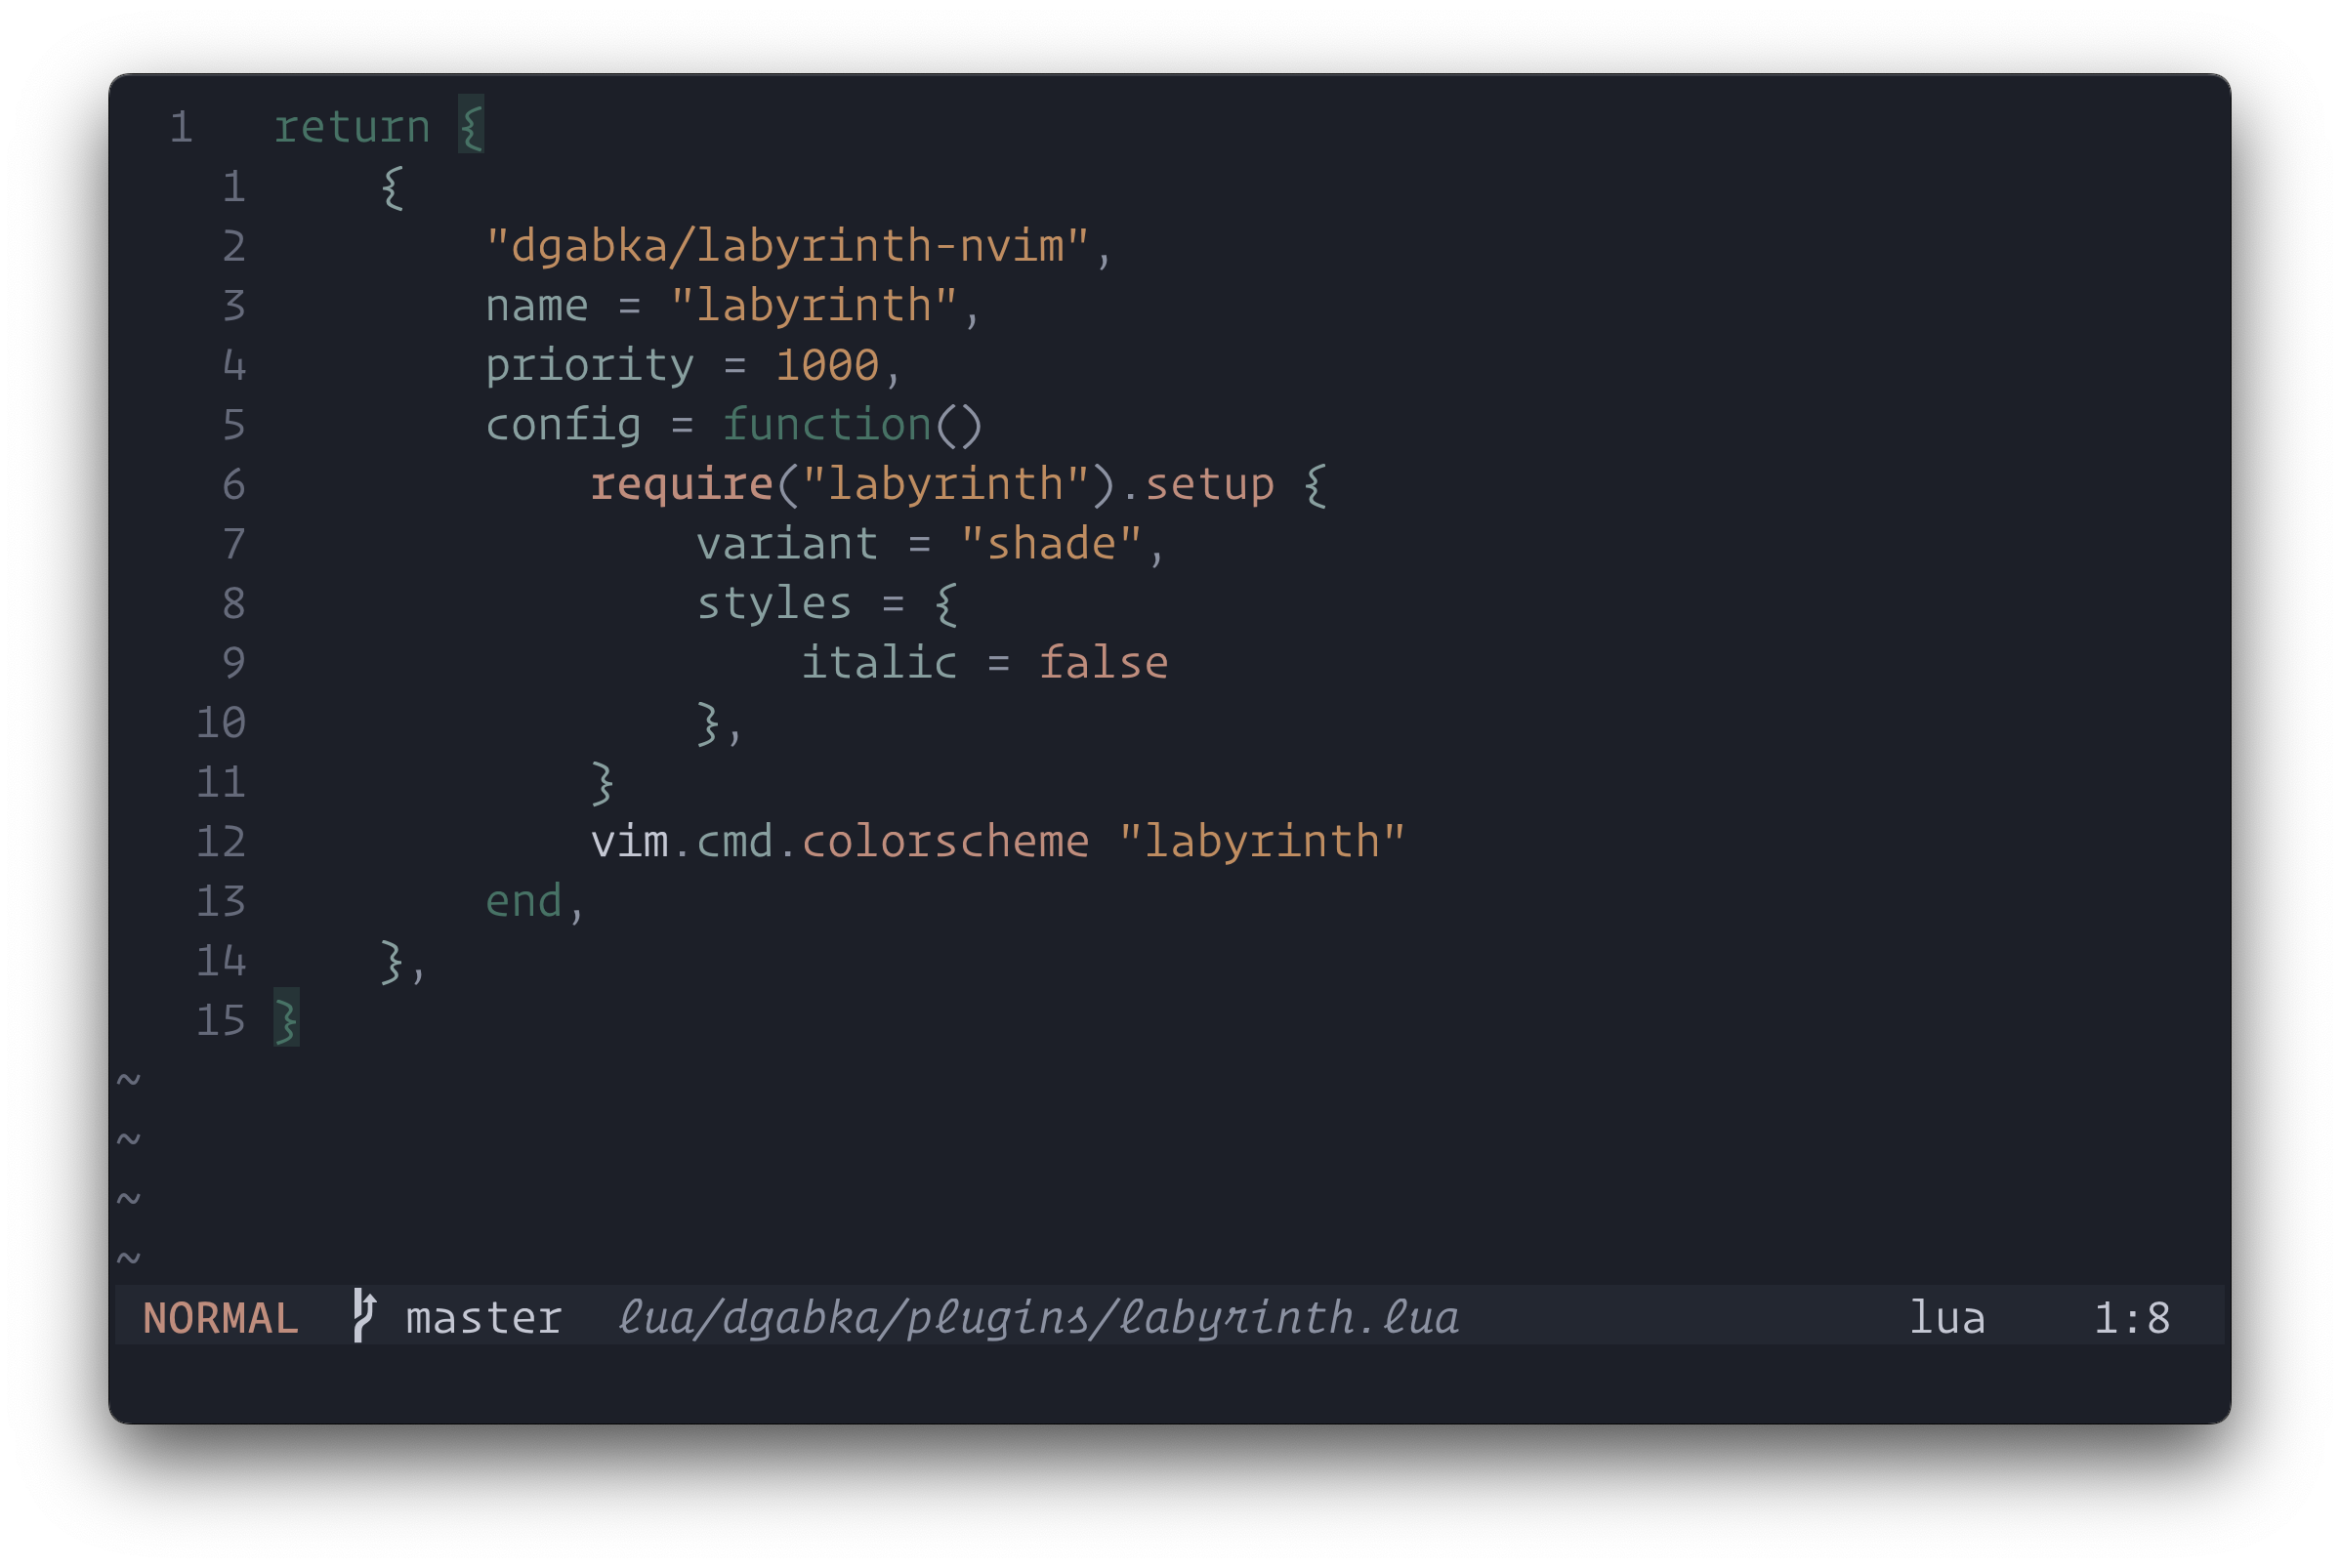 1   return {
  1     {
  2         "dgabka/labyrinth-nvim",
  3         name = "labyrinth",
  4         priority = 1000,
  5         config = function()
  6             require("labyrinth").setup {
  7                 variant = "shade",
  8                 styles = {
  9                     italic = false
 10                 },
 11             }
 12             vim.cmd.colorscheme "labyrinth"
 13         end,
 14     },
 15 }
~
~
~
~
NORMAL  master  lua/dgabka/plugins/labyrinth.lua  lua  1:8